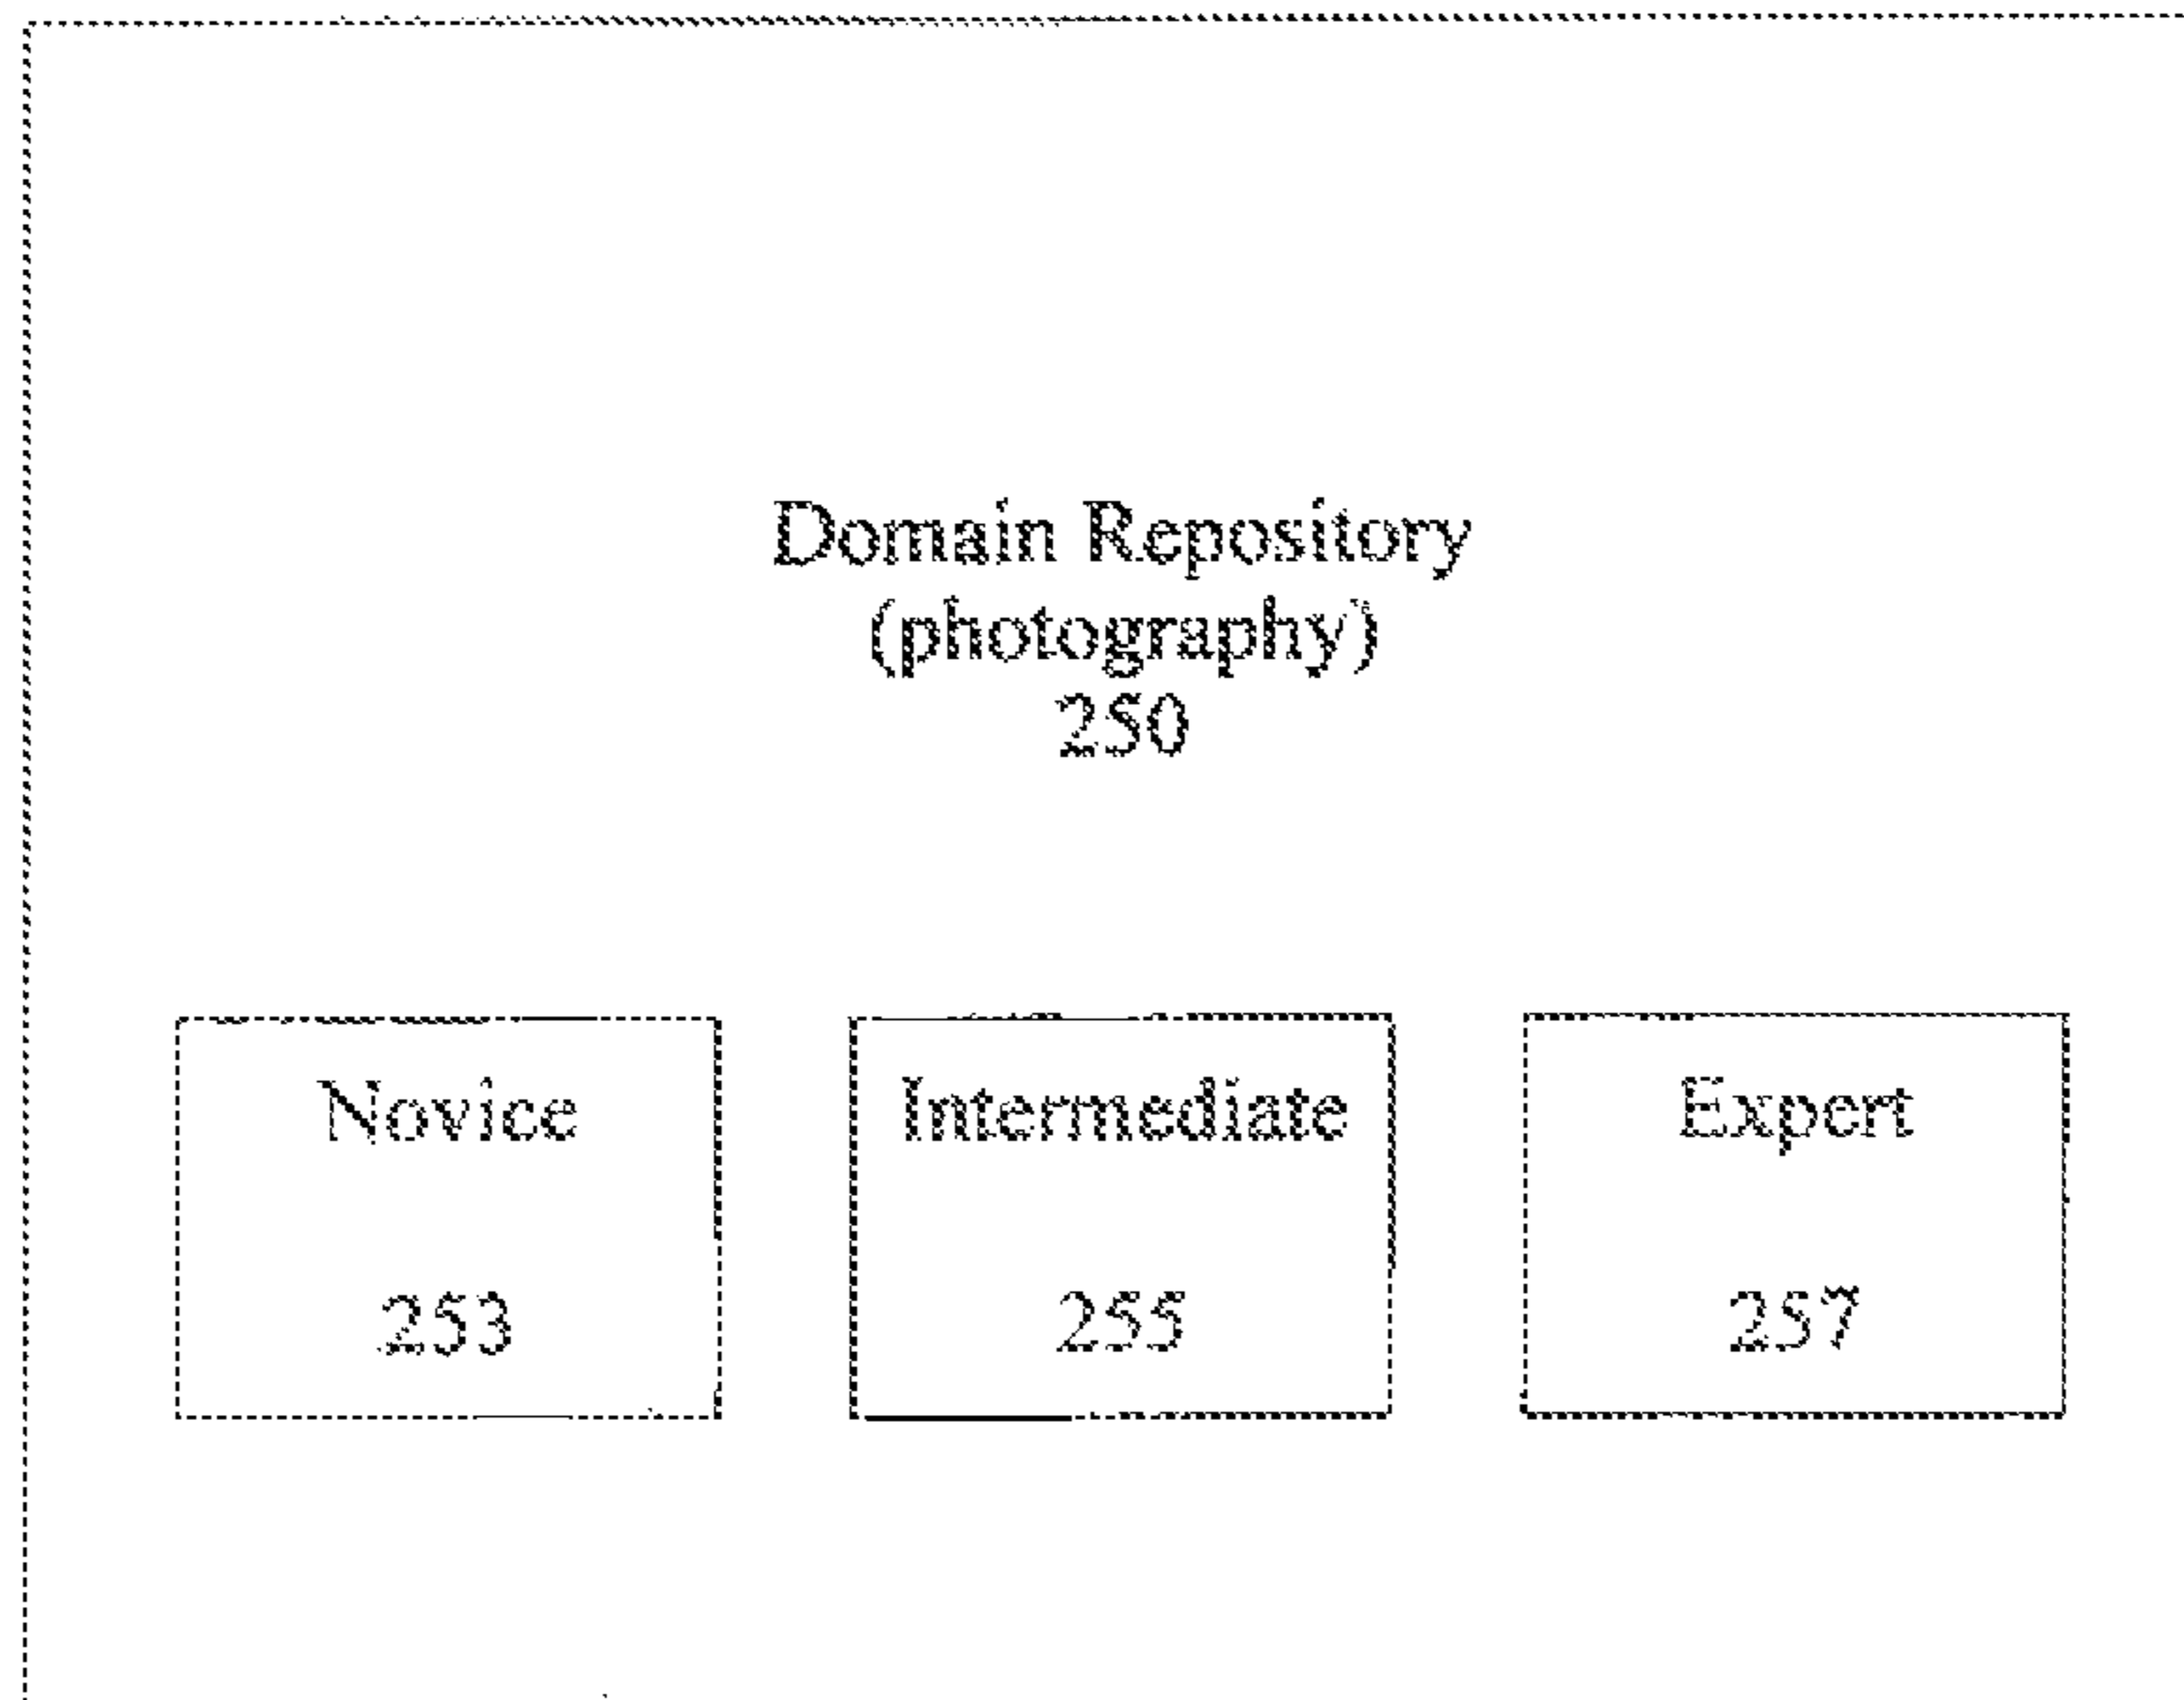 Domain Repository
(photography)
250
Novice
253
Intermediate
255
Expert
257